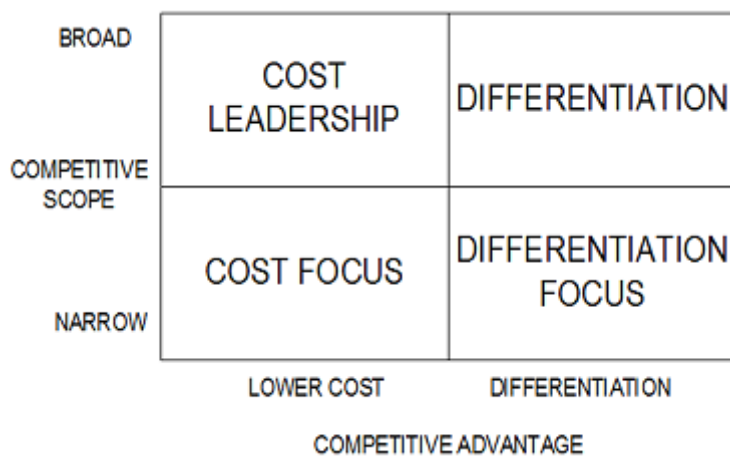 BROAD
COST
LEADERSHIP
DIFFERENTIATION
COMPETITIVE
SCOPE
COST FOCUS
DIFFERENTIATION
FOCUS
NARROW
LOWER COST
DIFFERENTIATION
COMPETITIVE ADVANTAGE